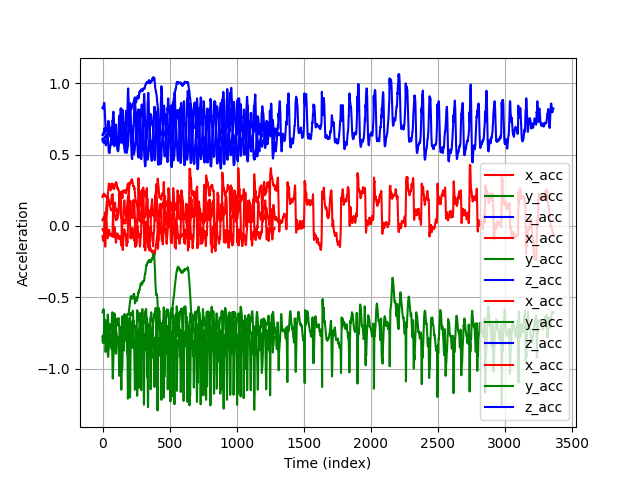 1.0
0.5
0.0
−0.5
−1.0
Acceleration
0
500
1000
1500
2000
2500
3000
3500
Time (index)
x_acc
y_acc
z_acc
x_acc
y_acc
z_acc
x_acc
y_acc
z_acc
x_acc
y_acc
z_acc